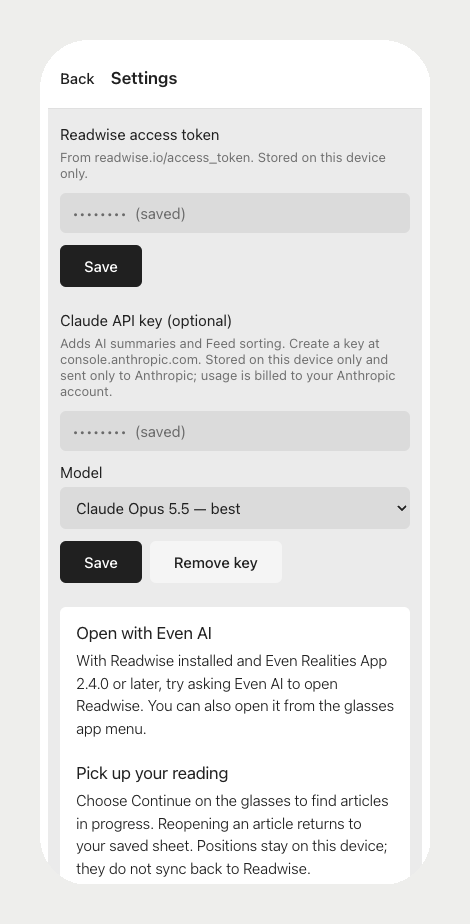 Back Settings
Readwise access token
From readwise.io/access_token. Stored on this device
only.
•••••••• (saved)
Save
Claude API key (optional)
Adds AI summaries and Feed sorting. Create a key at
console.anthropic.com. Stored on this device only and
sent only to Anthropic; usage is billed to your Anthropic
account.
•••••••• (saved)
Model
Claude Opus 5.5 — best
Save Remove key
Open with Even AI
With Readwise installed and Even Realities App
2.4.0 or later, try asking Even AI to open
Readwise. You can also open it from the glasses
app menu.
Pick up your reading
Choose Continue on the glasses to find articles
in progress. Reopening an article returns to
your saved sheet. Positions stay on this device;
they do not sync back to Readwise.